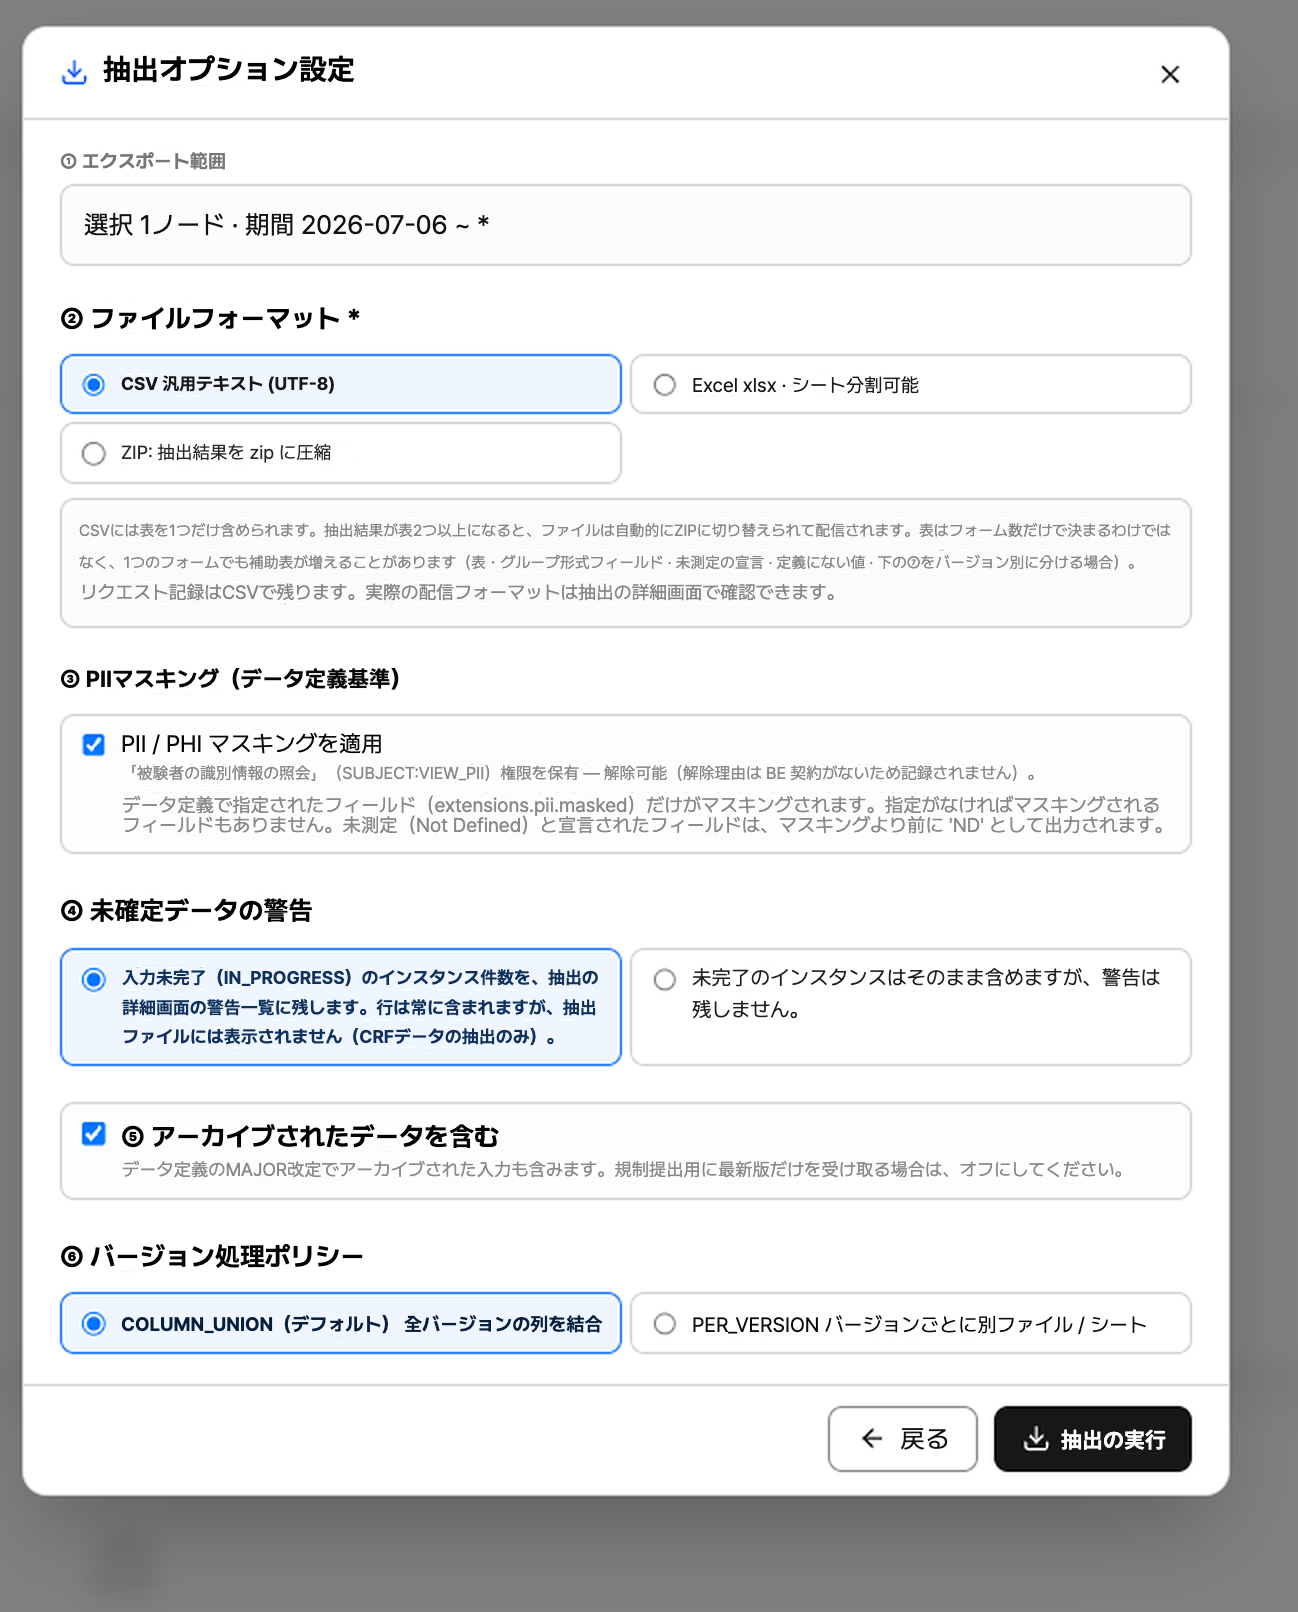 抽出オプション設定
① エクスポート範囲
選択 1ノード · 期間 2026-07-06 ~ *
② ファイルフォーマット *
CSV 汎用テキスト (UTF-8)
Excel xlsx · シート分割可能
ZIP: 抽出結果を zip に圧縮
CSVには表を1つだけ含められます。抽出結果が表2つ以上になると、ファイルは自動的にZIPに切り替えられて配信されます。表はフォーム数だけで決まるわけでは
なく、1つのフォームでも補助表が増えることがあります（表・グループ形式フィールド · 未測定の宣言 · 定義にない値 · 下の⑦をバージョン別に分ける場合）。
リクエスト記録はCSVで残ります。実際の配信フォーマットは抽出の詳細画面で確認できます。
③ PIIマスキング（データ定義基準）
PII / PHI マスキングを適用
「被験者の識別情報の照会」（SUBJECT:VIEW_PII）権限を保有 — 解除可能（解除理由は BE 契約がないため記録されません）。
データ定義で指定されたフィールド（extensions.pii.masked）だけがマスキングされます。指定がなければマスキングされる
フィールドもありません。未測定（Not Defined）と宣言されたフィールドは、マスキングより前に 'ND' として出力されます。
④ 未確定データの警告
入力未完了（IN_PROGRESS）のインスタンス件数を、抽出の
詳細画面の警告一覧に残します。行は常に含まれますが、抽出
ファイルには表示されません（CRFデータの抽出のみ）。
未完了のインスタンスはそのまま含めますが、警告は
残しません。
⑤ アーカイブされたデータを含む
データ定義のMAJOR改定でアーカイブされた入力も含みます。規制提出用に最新版だけを受け取る場合は、オフにしてください。
⑥ バージョン処理ポリシー
COLUMN_UNION（デフォルト） 全バージョンの列を結合
PER_VERSION バージョンごとに別ファイル / シート
戻る
抽出の実行